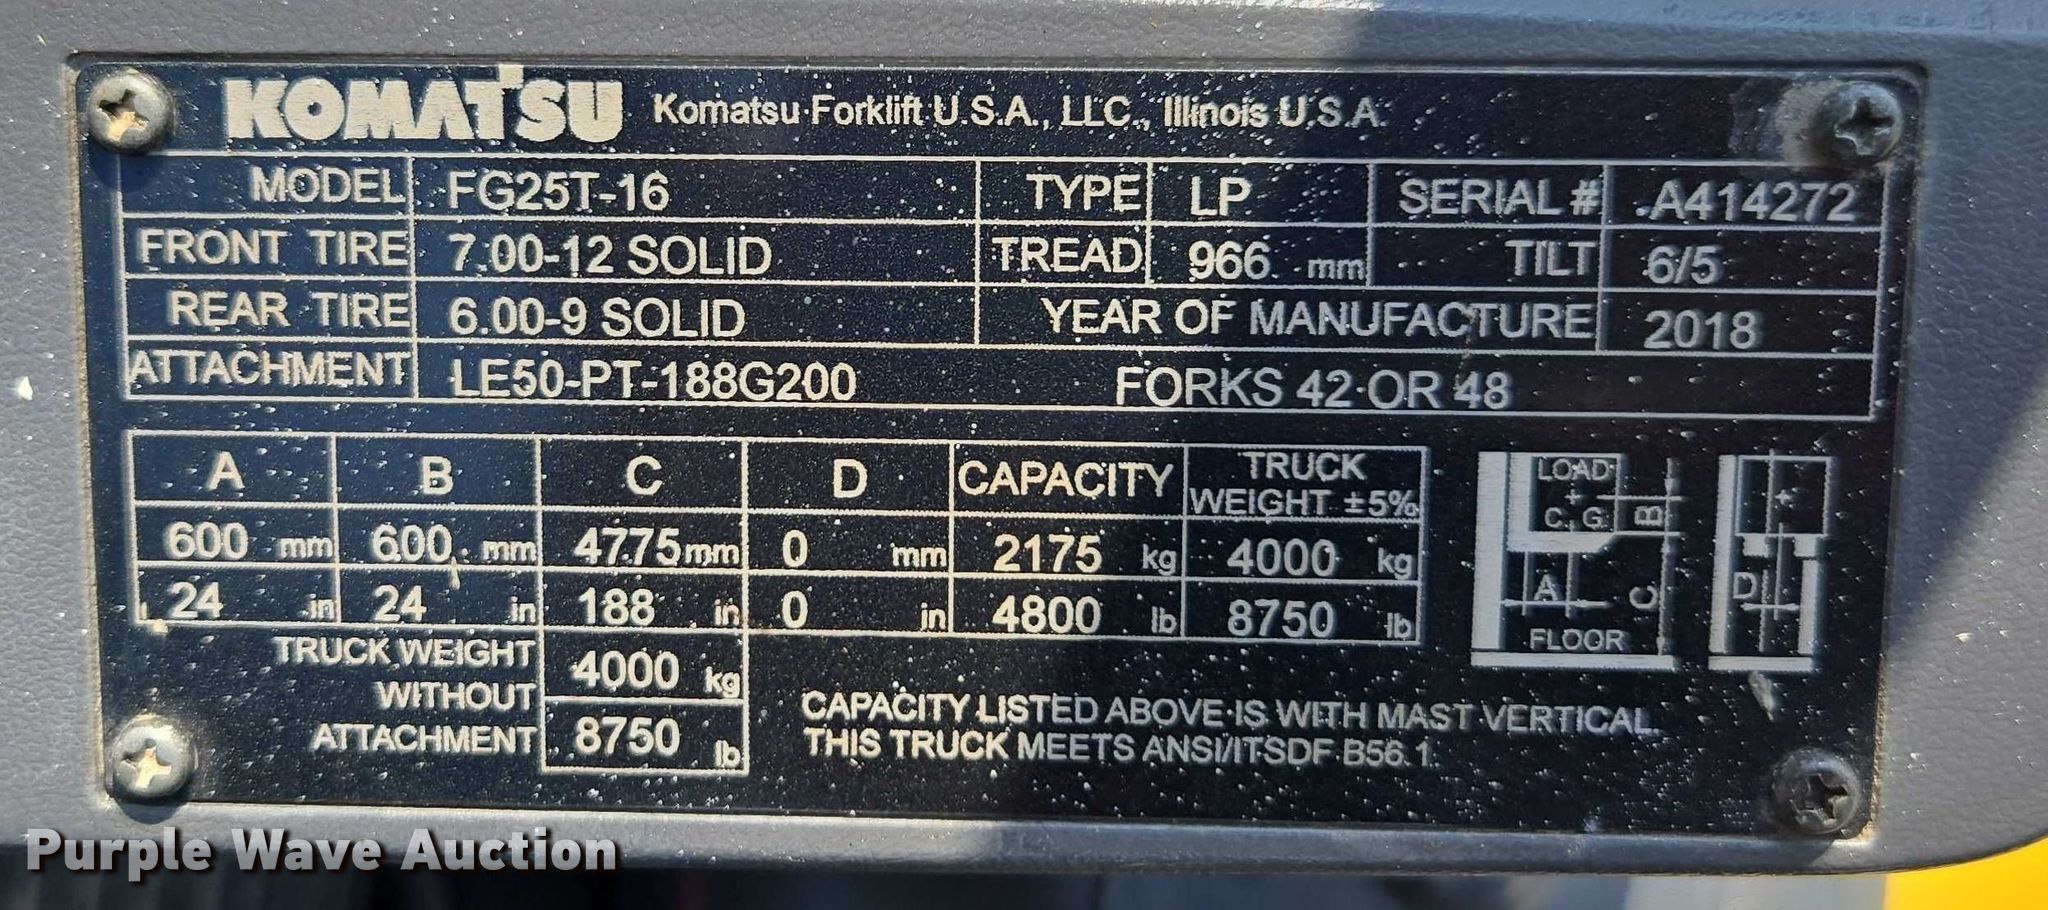 KOMATSU Komatsu Forklift U.S.A., LLC., Illinois U.S.A.
MODEL FG25T-16 TYPE LP SERIAL # A414272
FRONT TIRE 7.00-12 SOLID TREAD 966 mm TILT 6/5
REAR TIRE 6.00-9 SOLID YEAR OF MANUFACTURE 2018
ATTACHMENT LE50-PT-188G200 FORKS 42 OR 48
A B C D CAPACITY TRUCK WEIGHT ±5%
600 mm 600 mm 4775 mm 0 mm 2175 kg 4000 kg
24 in 24 in 188 in 0 in 4800 lb 8750 lb
TRUCK WEIGHT WITHOUT ATTACHMENT 4000 kg
8750 lb
LOAD
C.G. B
A C D
FLOOR
CAPACITY LISTED ABOVE IS WITH MAST VERTICAL.
THIS TRUCK MEETS ANSI/ITSDF B56.1.
Purple Wave Auction